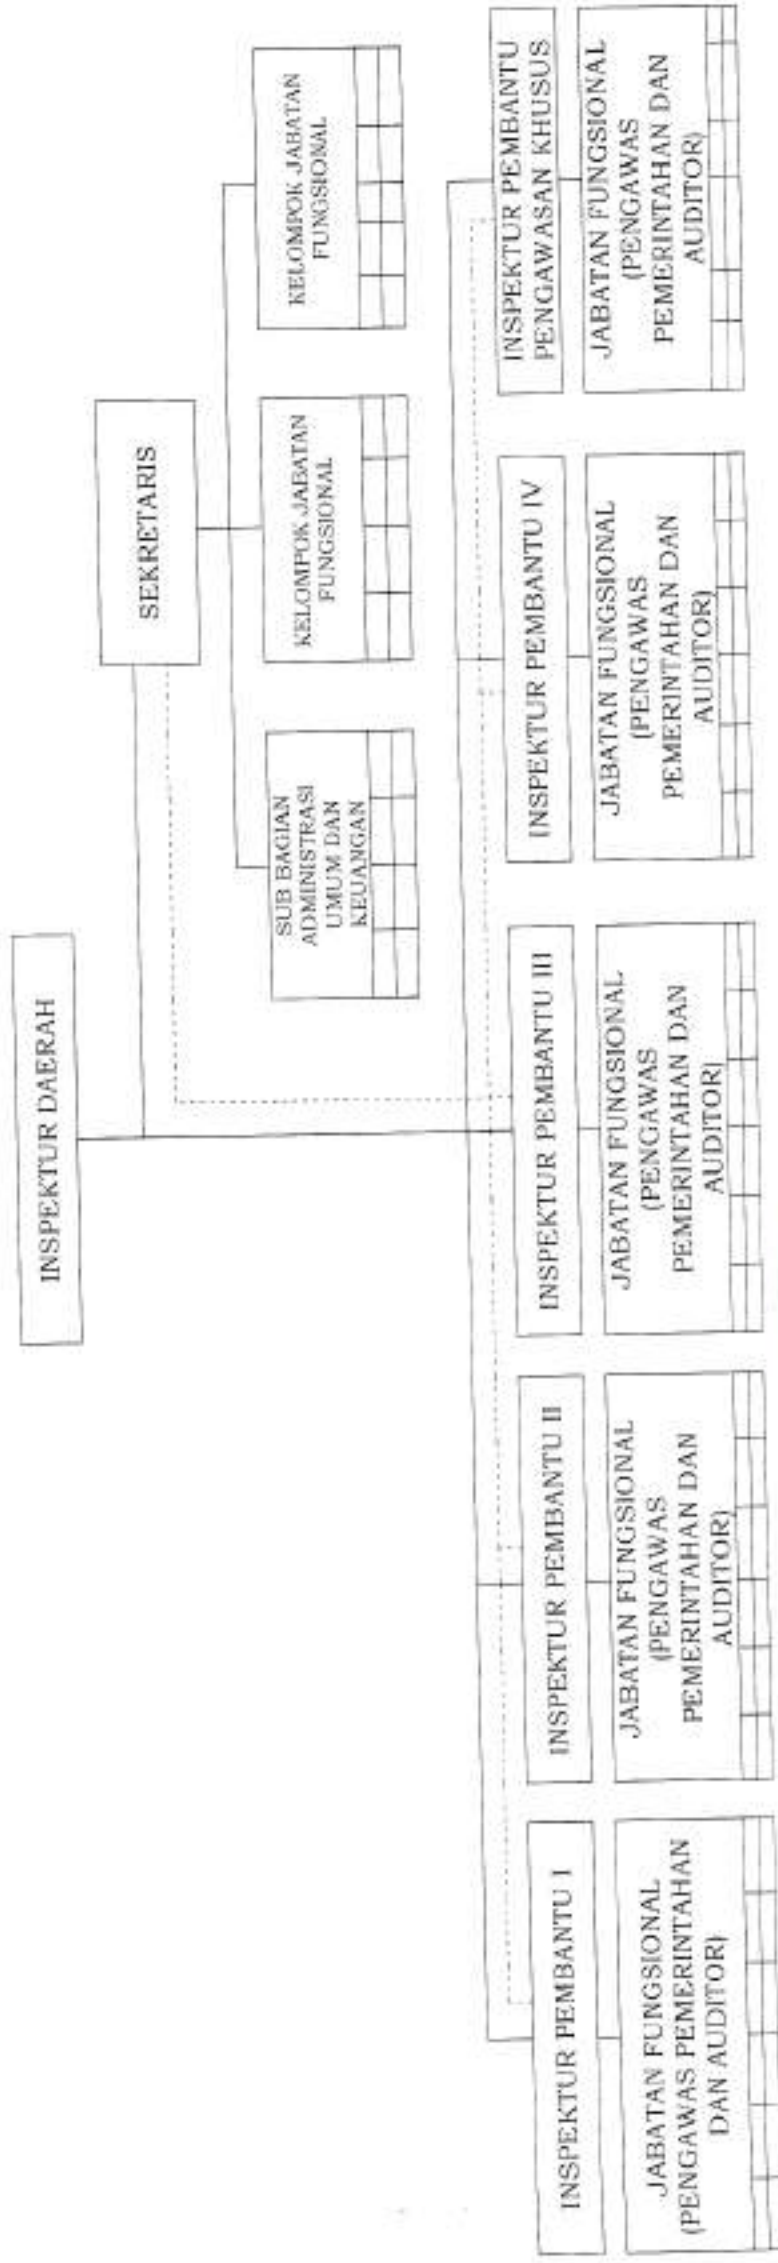 INSPEKTUR DAERAH
SEKRETARIS
SUB BAGIAN
ADMINISTRASI
UMUM DAN
KEUANGAN
KELOMPOK JABATAN
FUNGSIONAL
KELOMPOK JABATAN
FUNGSIONAL
INSPEKTUR PEMBANTU I
JABATAN FUNGSIONAL
(PENGAWAS PEMERINTAHAN
DAN AUDITOR)
INSPEKTUR PEMBANTU II
JABATAN FUNGSIONAL
(PENGAWAS
PEMERINTAHAN DAN
AUDITOR)
INSPEKTUR PEMBANTU III
JABATAN FUNGSIONAL
(PENGAWAS
PEMERINTAHAN DAN
AUDITOR)
INSPEKTUR PEMBANTU IV
JABATAN FUNGSIONAL
(PENGAWAS
PEMERINTAHAN DAN
AUDITOR)
INSPEKTUR PEMBANTU
PENGAWASAN KHUSUS
JABATAN FUNGSIONAL
(PENGAWAS
PEMERINTAHAN DAN
AUDITOR)